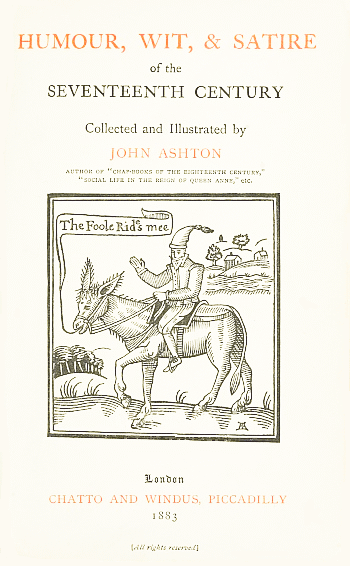 HUMOUR, WIT, & SATIRE
of the
SEVENTEENTH CENTURY
Collected and Illustrated by
JOHN ASHTON
AUTHOR OF "CHAP-BOOKS OF THE EIGHTEENTH CENTURY,"
"SOCIAL LIFE IN THE REIGN OF QUEEN ANNE," ETC.
The Foole Rides mee
JA
London
CHATTO AND WINDUS, PICCADILLY
1883
[All rights reserved]